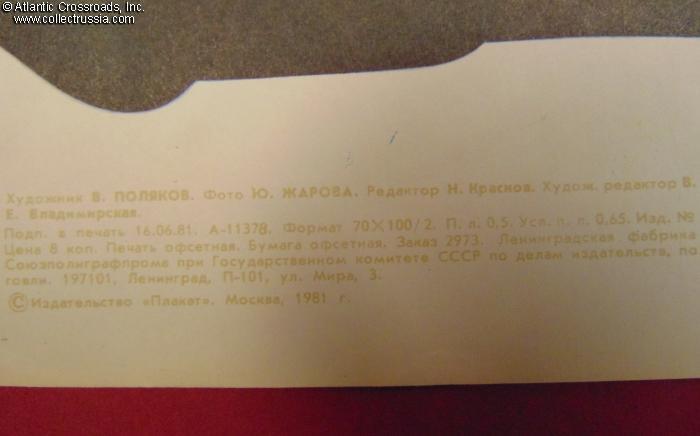 © Atlantic Crossroads, Inc.
www.collectrussia.com
Художник В. ПОЛЯКОВ. Фото Ю. ЖАРОВА. Редактор Н. Краснов. Худож. редактор В.
Е. Владимирская.
Подп. в печать 16.06.81. А-11378. Формат 70×100/2. П. л. 0,5. Усл. п. л. 0,65. Изд. №
Цена 8 коп. Печать офсетная. Бумага офсетная. Заказ 2973. Ленинградская фабрика
Союзполиграфпрома при Государственном комитете СССР по делам издательств, по
говли. 197101, Ленинград, П-101, ул. Мира, 3.
© Издательство «Плакат». Москва, 1981 г.